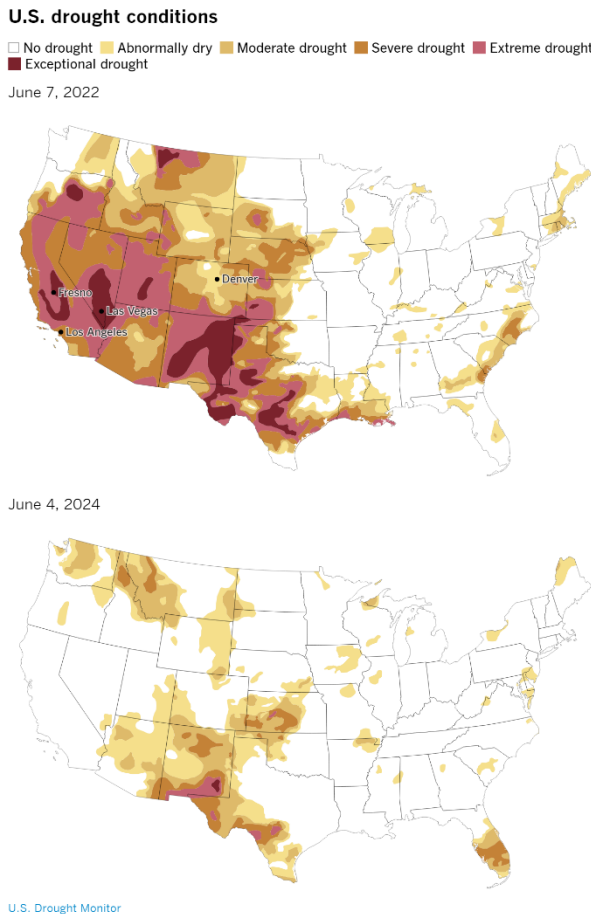 U.S. drought conditions
No drought Abnormally dry Moderate drought Severe drought Extreme drought
Exceptional drought
June 7, 2022
Denver
Fresno
Las Vegas
Los Angeles
June 4, 2024
U.S. Drought Monitor